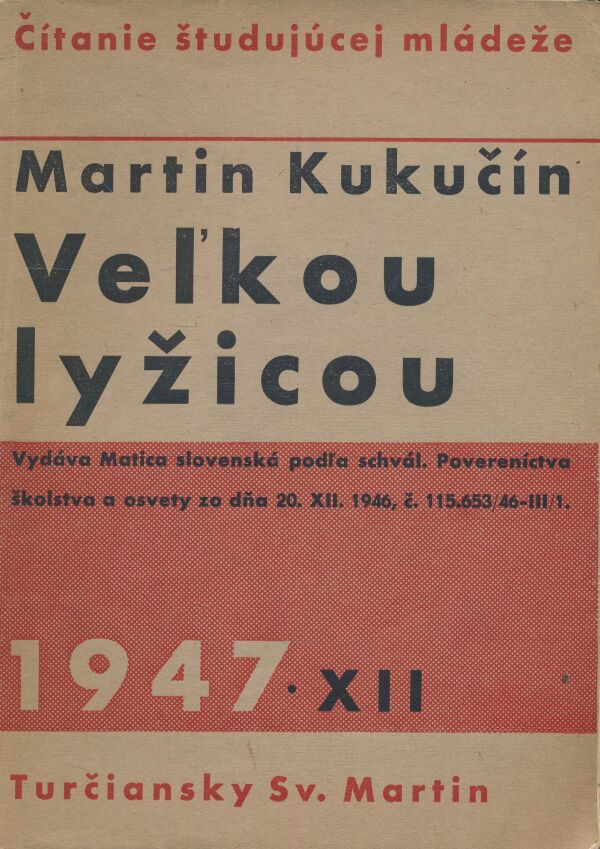 Čítanie študujúcej mládeže
Martin Kukučín
Veľkou
lyžicou
Vydáva Matica slovenská podľa schvál. Povereníctva
školstva a osvety zo dňa 20. XII. 1946, č. 115.653/46-III/1.
1947 · XII
Turčiansky Sv. Martin